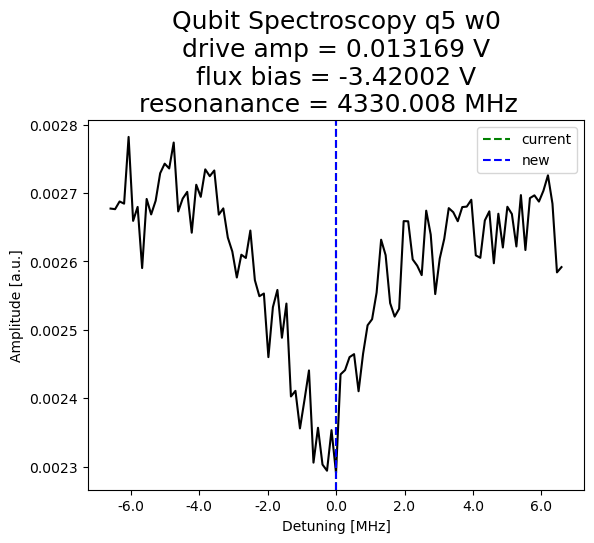 Qubit Spectroscopy q5 w0
drive amp = 0.013169 V
flux bias = -3.42002 V
resonanance = 4330.008 MHz
current
new
Amplitude [a.u.]
0.0028
0.0027
0.0026
0.0025
0.0024
0.0023
-6.0 -4.0 -2.0 0.0 2.0 4.0 6.0
Detuning [MHz]